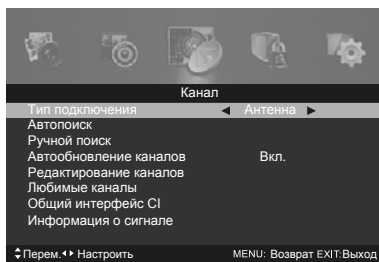 Канал
Тип подключения ◄ Антенна ►
Автопоиск
Ручной поиск
Автообновление каналов Вкл.
Редактирование каналов
Любимые каналы
Общий интерфейс CI
Информация о сигнале
Перем. Настроить MENU: Возврат EXIT:Выход